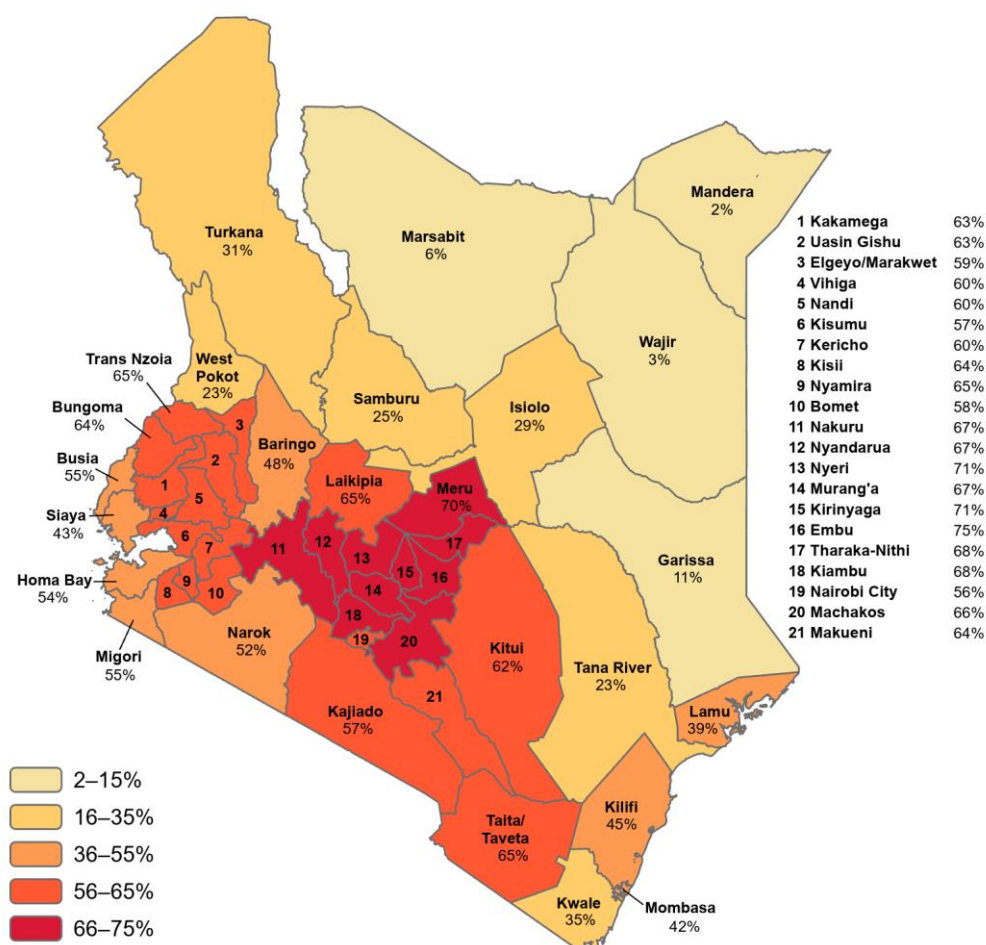 Turkana
31%
Marsabit
6%
Mandera
2%
Wajir
3%
West
Pokot
23%
Samburu
25%
Isiolo
29%
Trans Nzoia
65%
Bungoma
64%
Busia
55%
Siaya
43%
Homa Bay
54%
Migori
55%
Baringo
48%
Laikipia
65%
Meru
70%
Garissa
11%
Narok
52%
Kajiado
57%
Kitui
62%
Tana River
23%
Lamu
39%
Taita/
Taveta
65%
Kilifi
45%
Kwale
35%
Mombasa
42%
1
2
3
4
5
6
7
8
9
10
11
12
13
14
15
16
17
18
19
20
21
1 Kakamega 63%
2 Uasin Gishu 63%
3 Elgeyo/Marakwet 59%
4 Vihiga 60%
5 Nandi 60%
6 Kisumu 57%
7 Kericho 60%
8 Kisii 64%
9 Nyamira 65%
10 Bomet 58%
11 Nakuru 67%
12 Nyandarua 67%
13 Nyeri 71%
14 Murang'a 67%
15 Kirinyaga 71%
16 Embu 75%
17 Tharaka-Nithi 68%
18 Kiambu 68%
19 Nairobi City 56%
20 Machakos 66%
21 Makueni 64%
2–15%
16–35%
36–55%
56–65%
66–75%